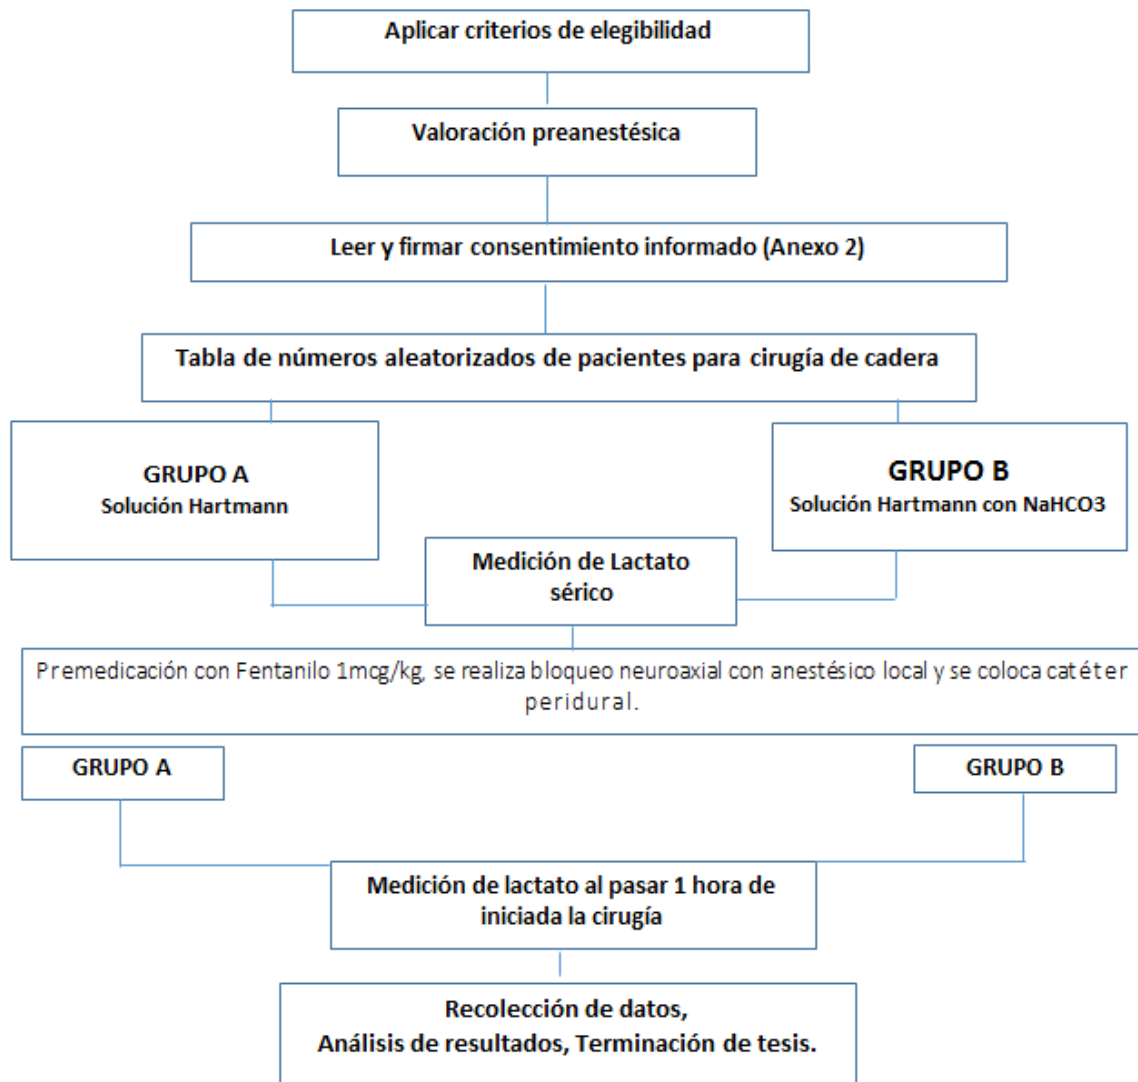 Aplicar criterios de elegibilidad
Valoración preanestésica
Leer y firmar consentimiento informado (Anexo 2)
Tabla de números aleatorizados de pacientes para cirugía de cadera
GRUPO A
Solución Hartmann
GRUPO B
Solución Hartmann con NaHCO3
Medición de Lactato
sérico
Premedicación con Fentanilo 1mcg/kg, se realiza bloqueo neuroaxial con anestésico local y se coloca catéter
peridural.
GRUPO A
GRUPO B
Medición de lactato al pasar 1 hora de
iniciada la cirugía
Recolección de datos,
Análisis de resultados, Terminación de tesis.